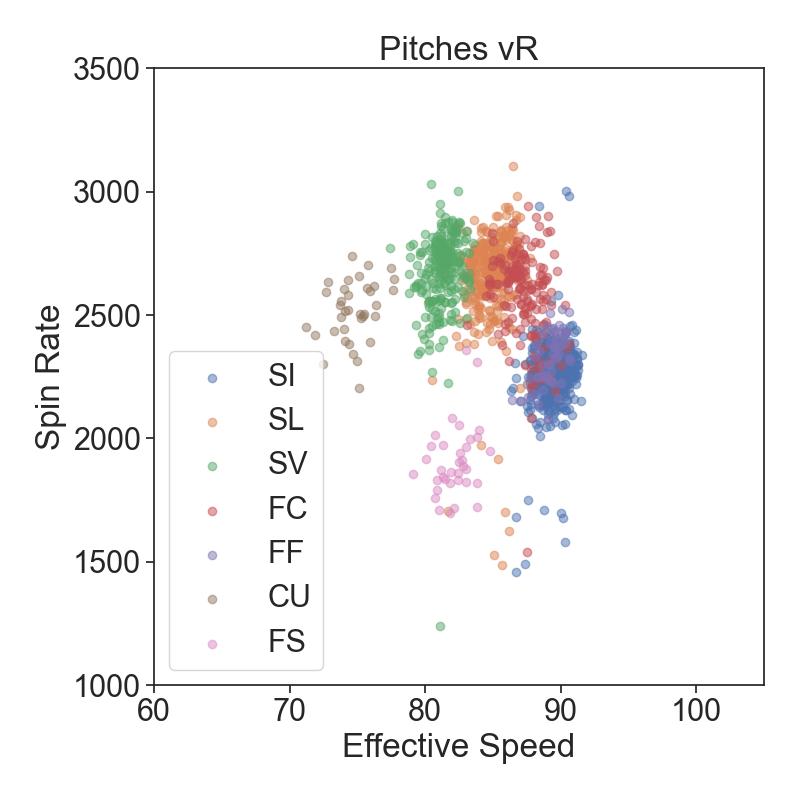 Pitches vR
3500
3000
2500
2000
1500
1000
Spin Rate
SI
SL
SV
FC
FF
CU
FS
60 70 80 90 100
Effective Speed